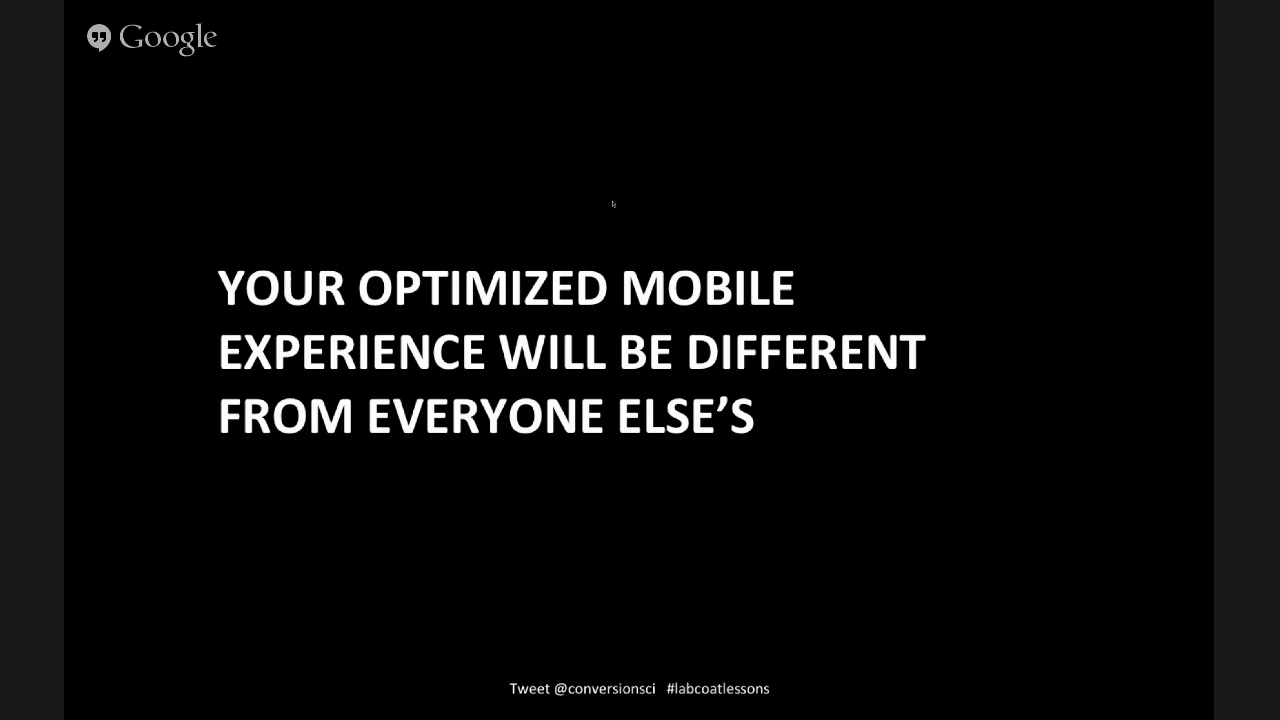 Google
YOUR OPTIMIZED MOBILE
EXPERIENCE WILL BE DIFFERENT
FROM EVERYONE ELSE’S
Tweet @conversionsci #labcoatlessons